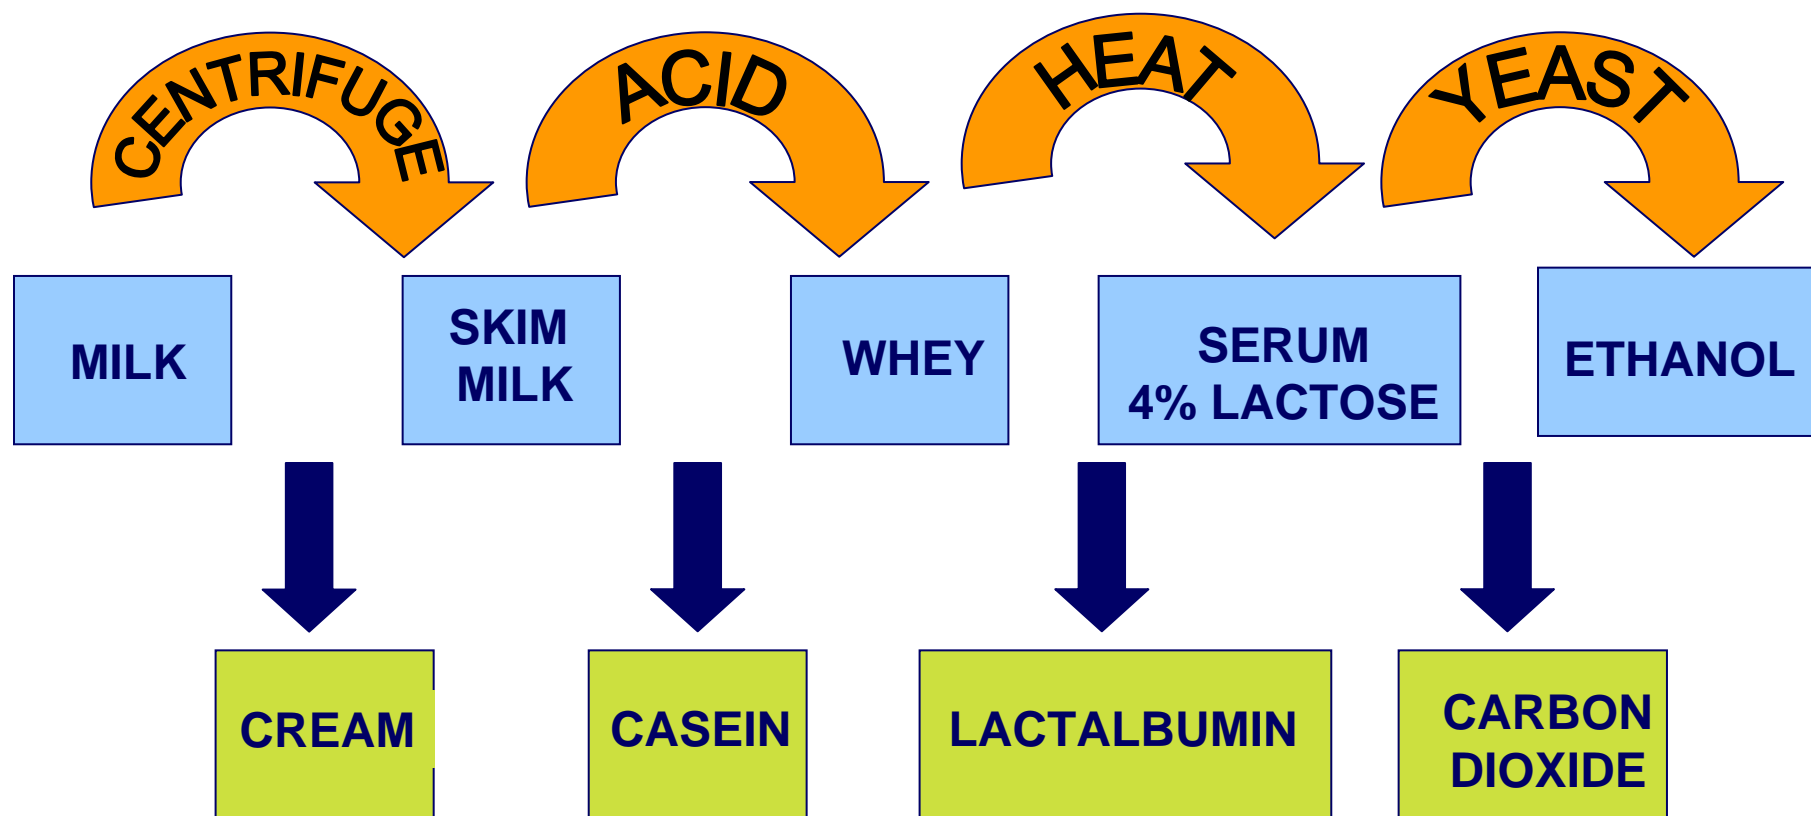 CENTRIFUGE
ACID
HEAT
YEAST
MILK
SKIM
MILK
WHEY
SERUM
4% LACTOSE
ETHANOL
CREAM
CASEIN
LACTALBUMIN
CARBON
DIOXIDE